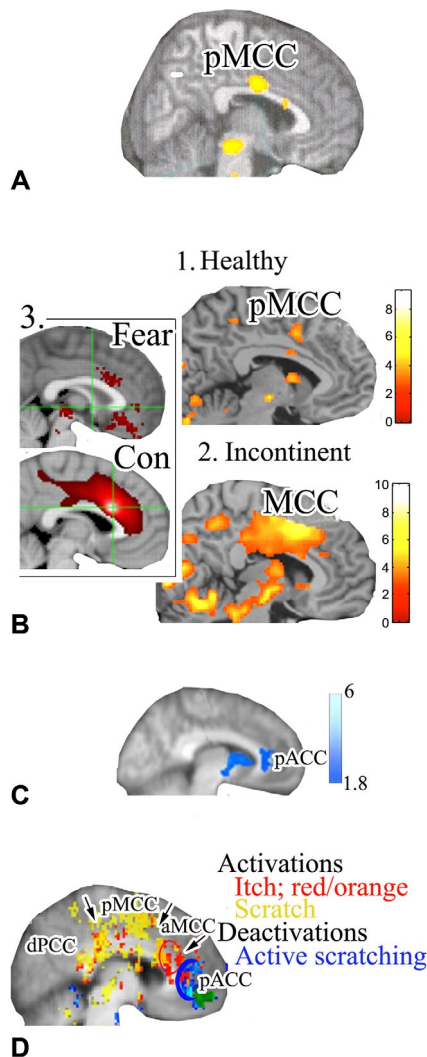 pMCC
A
1. Healthy
3.
Fear
pMCC
8
6
4
2
0
Con
2. Incontinent
MCC
10
8
6
4
2
0
B
6
pACC
1.8
C
Activations
pMCC
Itch; red/orange
aMCC
Scratch
dPCC
Deactivations
pACC
Active scratching
D